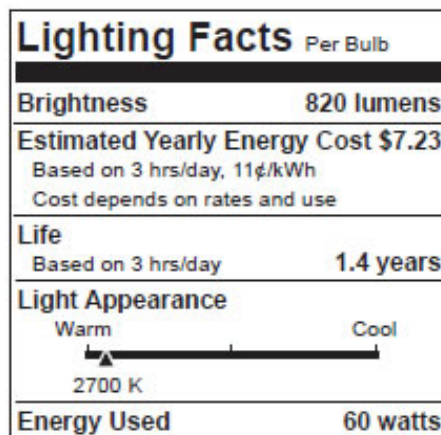 Lighting Facts Per Bulb
Brightness 820 lumens
Estimated Yearly Energy Cost $7.23
Based on 3 hrs/day, 11¢/kWh
Cost depends on rates and use
Life
Based on 3 hrs/day 1.4 years
Light Appearance
Warm Cool
2700 K
Energy Used 60 watts